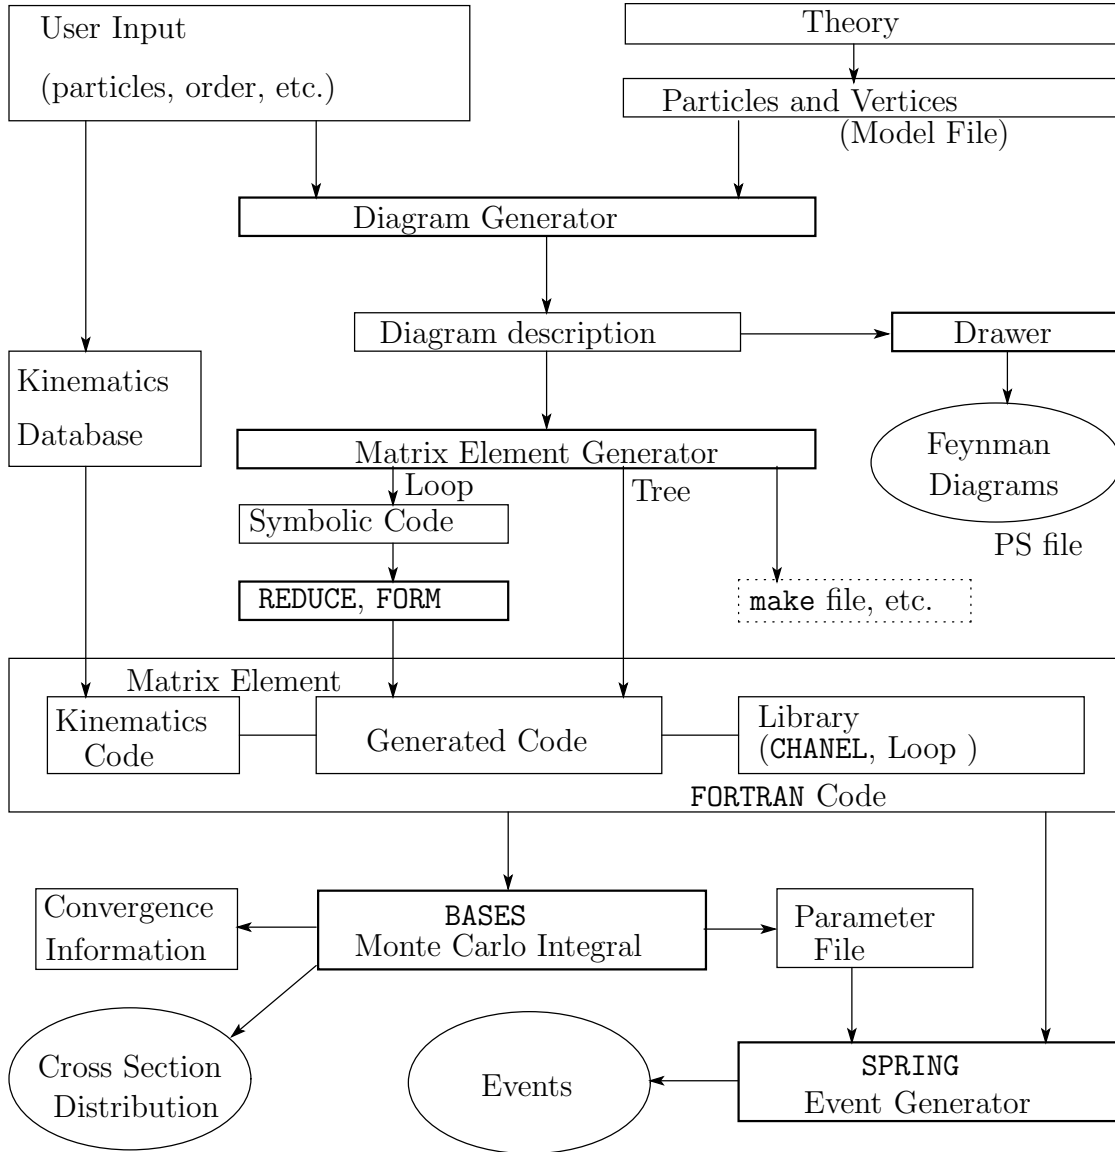 User Input
(particles, order, etc.)
Theory
Particles and Vertices
(Model File)
Diagram Generator
Diagram description
Drawer
Kinematics
Database
Feynman
Diagrams
PS file
Matrix Element Generator
Loop
Tree
Symbolic Code
REDUCE, FORM
make file, etc.
Matrix Element
Kinematics
Code
Generated Code
Library
(CHANEL, Loop )
FORTRAN Code
Convergence
Information
BASES
Monte Carlo Integral
Parameter
File
Cross Section
Distribution
Events
SPRING
Event Generator